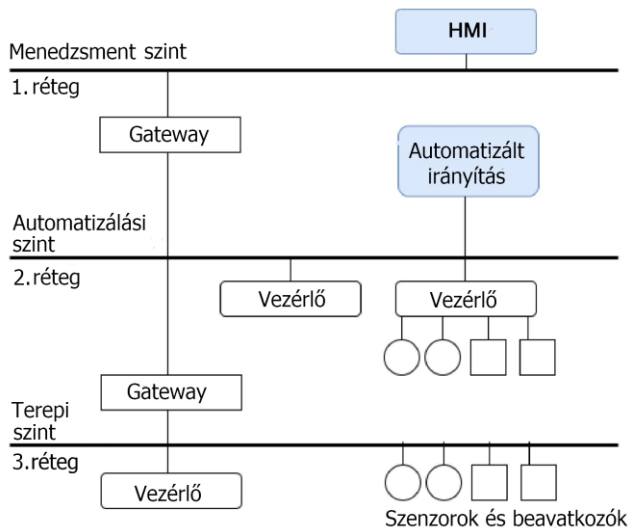 HMI
Menedzsment szint
1. réteg
Gateway
Automatizált
irányítás
Automatizálási
szint
2. réteg
Vezérlő
Vezérlő
Gateway
Terepi
szint
3. réteg
Vezérlő
Szenzorok és beavatkozók